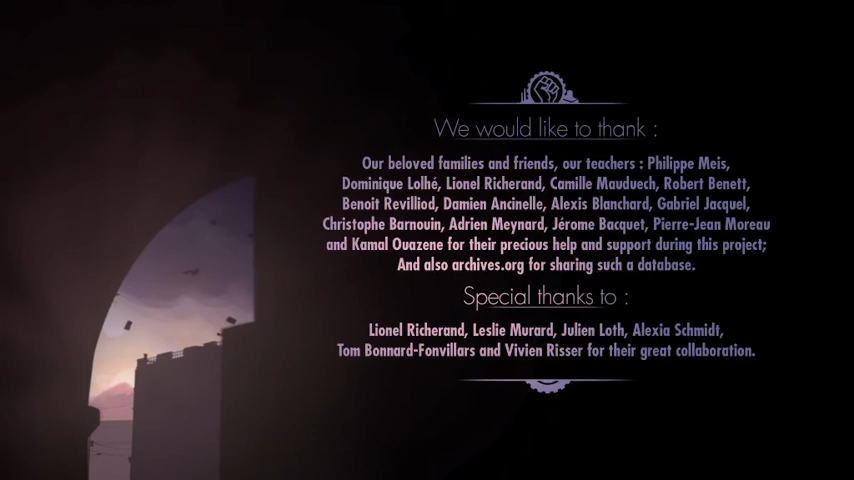 We would like to thank :
Our beloved families and friends, our teachers : Philippe Meis,
Dominique Lolhé, Lionel Richerand, Camille Mauduech, Robert Benett,
Benoit Revilliod, Damien Ancinelle, Alexis Blanchard, Gabriel Jacquel,
Christophe Barnouin, Adrien Meynard, Jérome Bacquet, Pierre-Jean Moreau
and Kamal Ouazene for their precious help and support during this project;
And also archives.org for sharing such a database.
Special thanks to :
Lionel Richerand, Leslie Murard, Julien Loth, Alexia Schmidt,
Tom Bonnard-Fonvillars and Vivien Risser for their great collaboration.